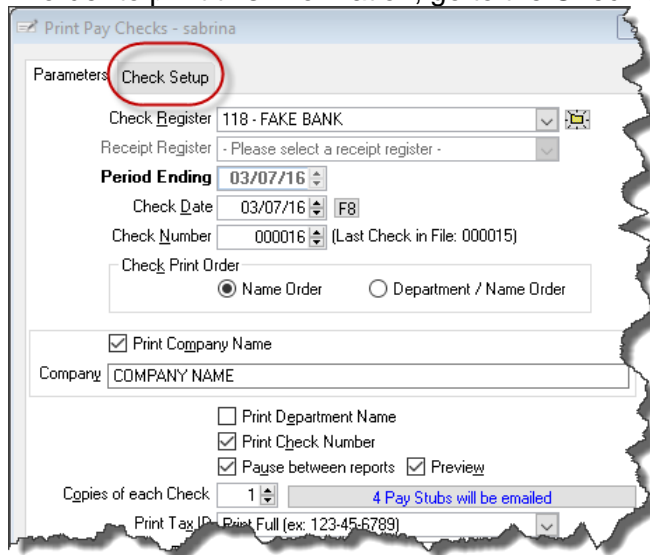 Print Pay Checks - sabrina
Parameters Check Setup
Check Register 118 - FAKE BANK
Receipt Register - Please select a receipt register -
Period Ending 03/07/16
Check Date 03/07/16 F8
Check Number 000016 (Last Check in File: 000015)
Check Print Order
Name Order Department / Name Order
Print Company Name
Company COMPANY NAME
Print Department Name
Print Check Number
Pause between reports Preview
Copies of each Check 1 4 Pay Stubs will be emailed
Print Tax ID Print Full (ex: 123-45-6789)